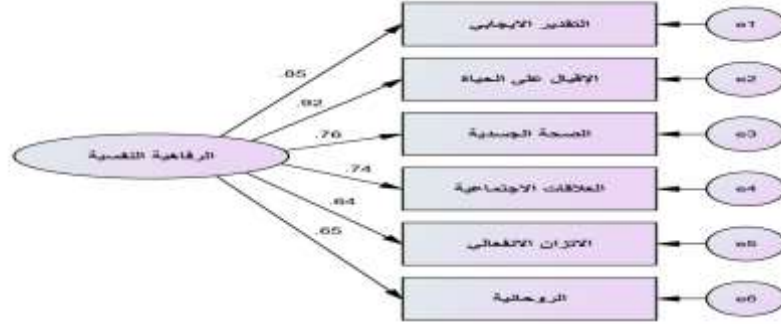 التقدير الايجابي
e1
.85
الإقبال على الحياة
e2
.82
.76
الصحة الجسدية
e3
الرفاهية النفسية
.74
العلاقات الاجتماعية
e4
.64
الاتزان الانفعالي
e5
.65
الروحانية
e6